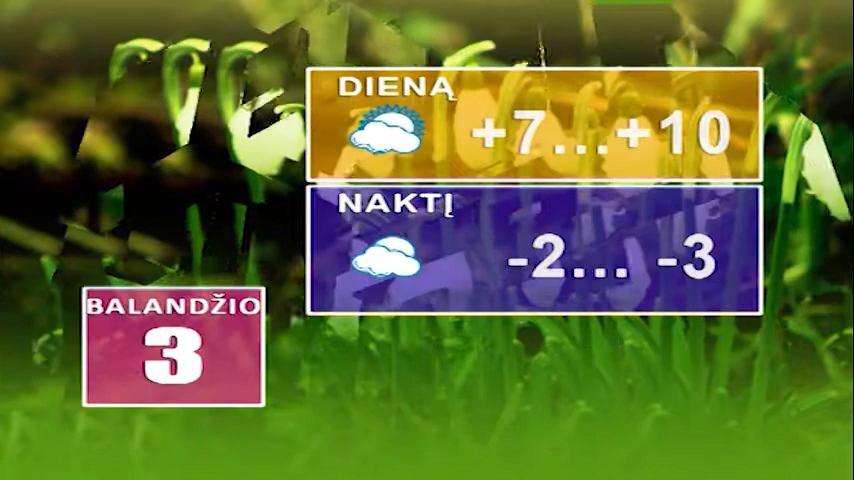 DIENĄ
+7...+10
NAKTĮ
-2... -3
BALANDŽIO
3